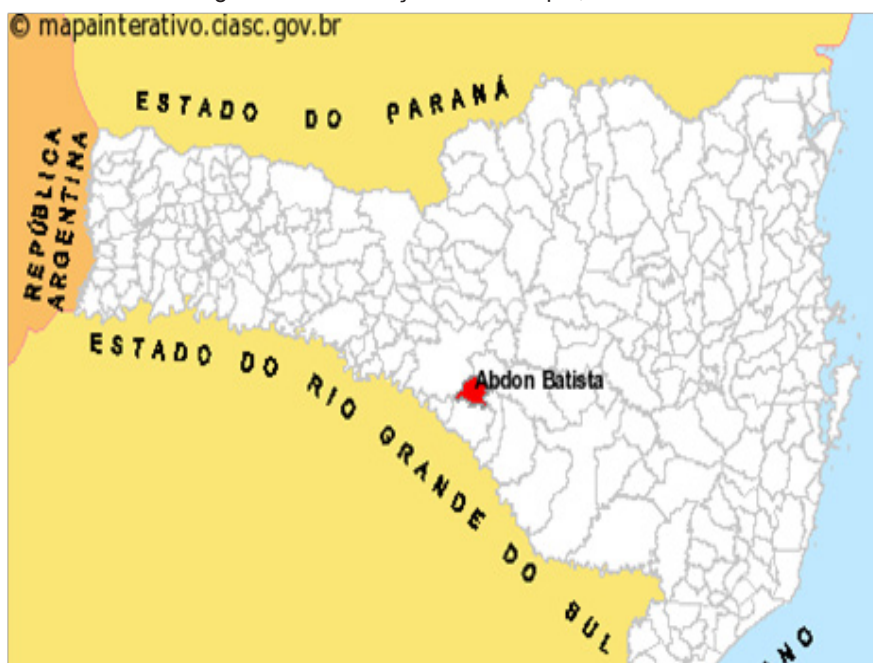 © mapainterativo.ciasc.gov.br
ESTADO DO PARANÁ
REPÚBLICA
ARGENTINA
Abdon Batista
ESTADO DO RIO GRANDE DO SUL